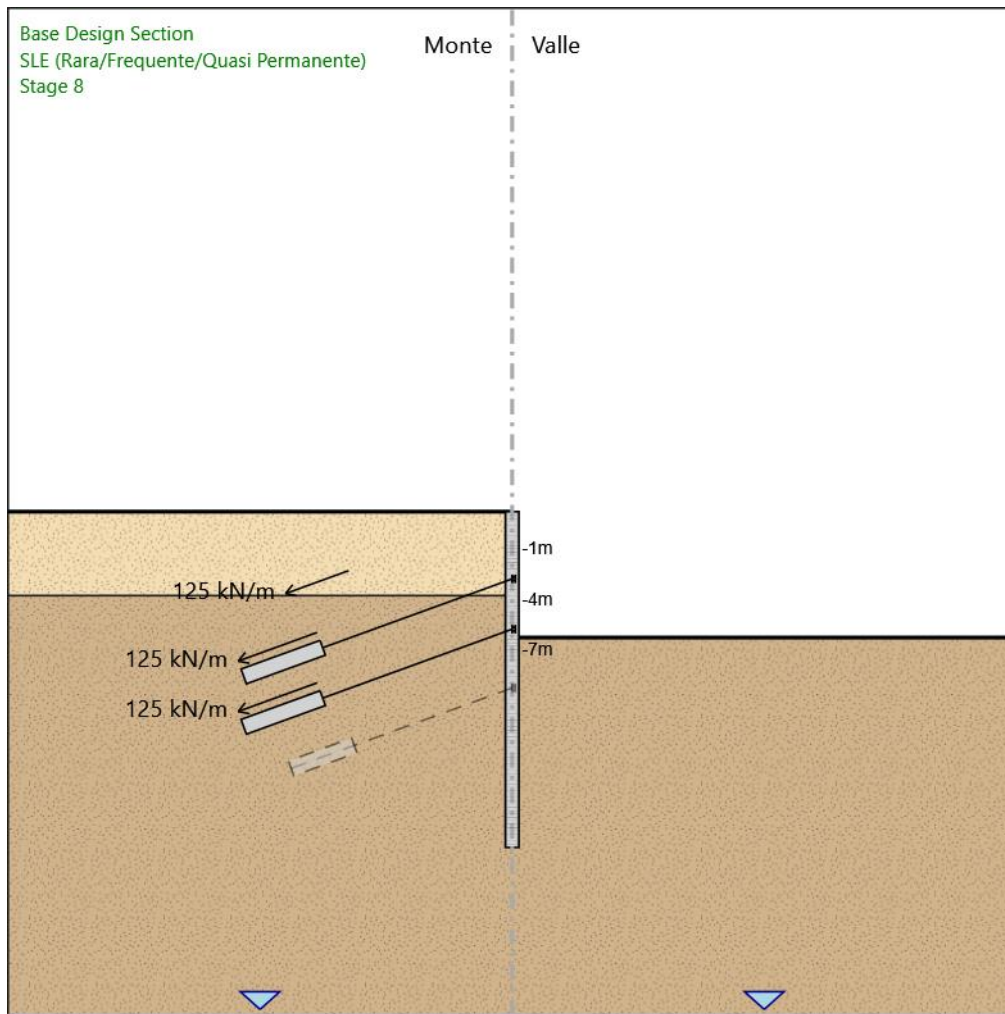 Base Design Section
SLE (Rara/Frequente/Quasi Permanente)
Stage 8
Monte
Valle
-1m
125 kN/m
-4m
-7m
125 kN/m
125 kN/m